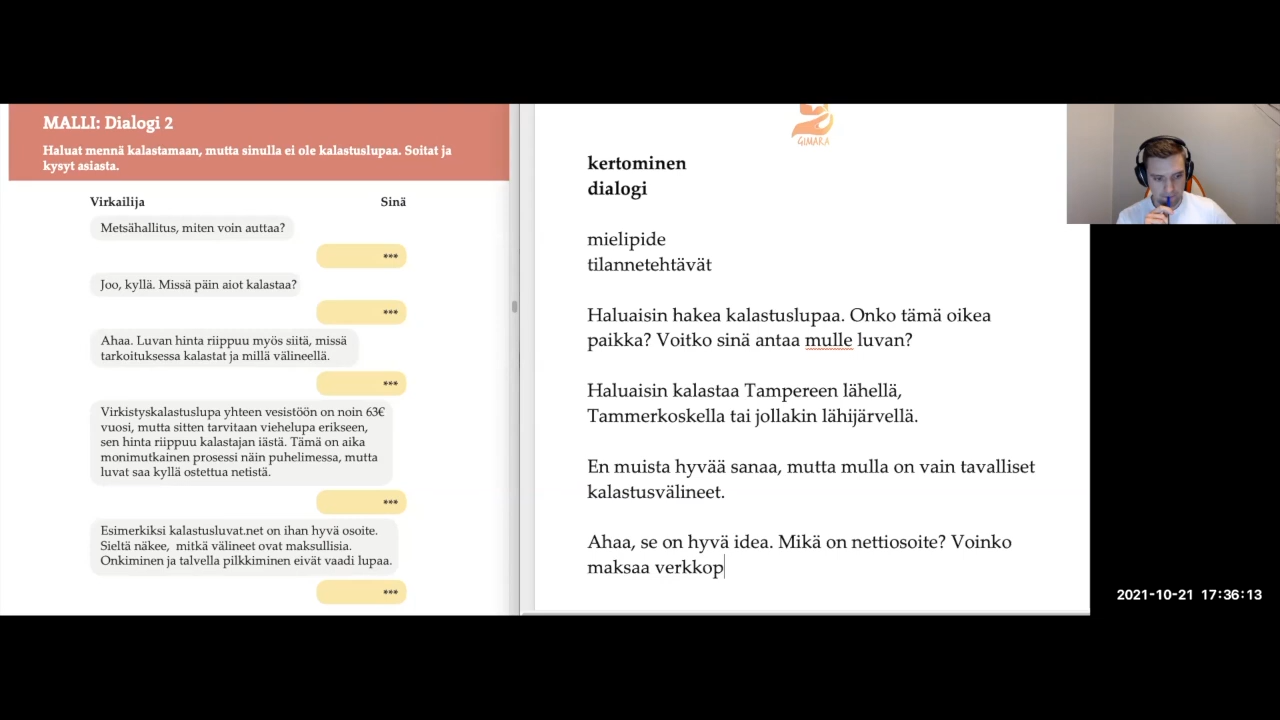 MALLI: Dialogi 2
Haluat mennä kalastamaan, mutta sinulla ei ole kalastuslupaa. Soitat ja
kysyt asiasta.
Virkailija
Sinä
Metsähallitus, miten voin auttaa?
***
Joo, kyllä. Missä päin aiot kalastaa?
***
Ahaa. Luvan hinta riippuu myös siitä, missä
tarkoituksessa kalastat ja millä välineellä.
***
Virkistyskalastuslupa yhteen vesistöön on noin 63€
vuosi, mutta sitten tarvitaan viehelupa erikseen,
sen hinta riippuu kalastajan iästä. Tämä on aika
monimutkainen prosessi näin puhelimessa, mutta
luvat saa kyllä ostettua netistä.
***
Esimerkiksi kalastusluvat.net on ihan hyvä osoite.
Sieltä näkee, mitkä välineet ovat maksullisia.
Onkiminen ja talvella pilkkiminen eivät vaadi lupaa.
***
GIMARA
kertominen
dialogi
mielipide
tilannetehtävät
Haluaisin hakea kalastuslupaa. Onko tämä oikea
paikka? Voitko sinä antaa mulle luvan?
Haluaisin kalastaa Tampereen lähellä,
Tammerkoskella tai jollakin lähijärvellä.
En muista hyvää sanaa, mutta mulla on vain tavalliset
kalastusvälineet.
Ahaa, se on hyvä idea. Mikä on nettiosoite? Voinko
maksaa verkkop
2021-10-21 17:36:13